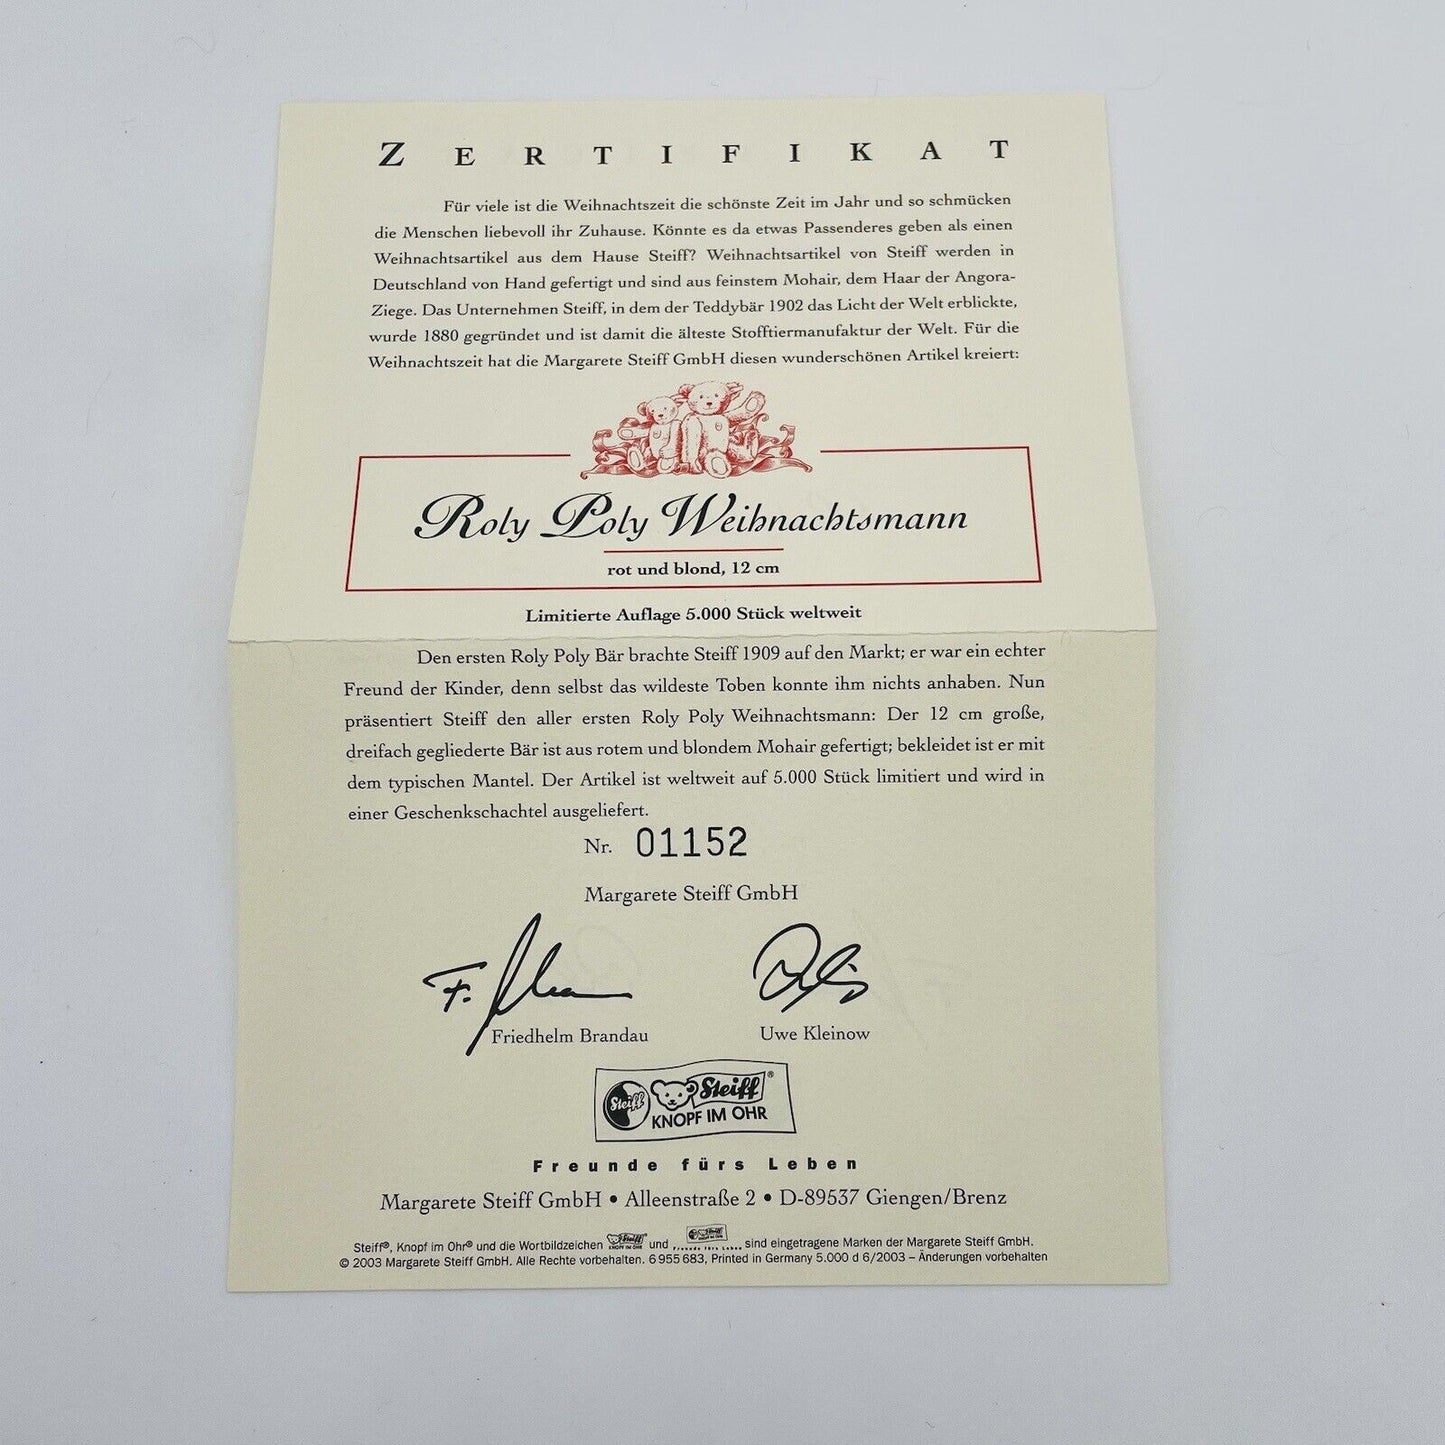 ZERTIFIKAT
Für viele ist die Weihnachtszeit die schönste Zeit im Jahr und so schmücken
die Menschen liebevoll ihr Zuhause. Könnte es da etwas Passenderes geben als einen
Weihnachtsartikel aus dem Hause Steiff? Weihnachtsartikel von Steiff werden in
Deutschland von Hand gefertigt und sind aus feinstem Mohair, dem Haar der Angora-
Ziege. Das Unternehmen Steiff, in dem der Teddybär 1902 das Licht der Welt erblickte,
wurde 1880 gegründet und ist damit die älteste Stofftiermanufaktur der Welt. Für die
Weihnachtszeit hat die Margarete Steiff GmbH diesen wunderschönen Artikel kreiert:
Roly Poly Weihnachtsmann
rot und blond, 12 cm
Limitierte Auflage 5.000 Stück weltweit
Den ersten Roly Poly Bär brachte Steiff 1909 auf den Markt; er war ein echter
Freund der Kinder, denn selbst das wildeste Toben konnte ihm nichts anhaben. Nun
präsentiert Steiff den aller ersten Roly Poly Weihnachtsmann: Der 12 cm große,
dreifach gegliederte Bär ist aus rotem und blondem Mohair gefertigt; bekleidet ist er mit
dem typischen Mantel. Der Artikel ist weltweit auf 5.000 Stück limitiert und wird in
einer Geschenkschachtel ausgeliefert.
Nr. 01152
Margarete Steiff GmbH
Friedhelm Brandau
Uwe Kleinow
Steiff
Steiff®
KNOPF IM OHR
Freunde fürs Leben
Margarete Steiff GmbH • Alleenstraße 2 • D-89537 Giengen/Brenz
Steiff®, Knopf im Ohr® und die Wortbildzeichen Steiff KNOPF IM OHR und Freunde fürs Leben sind eingetragene Marken der Margarete Steiff GmbH.
© 2003 Margarete Steiff GmbH. Alle Rechte vorbehalten. 6 955 683, Printed in Germany 5.000 d 6/2003 – Änderungen vorbehalten